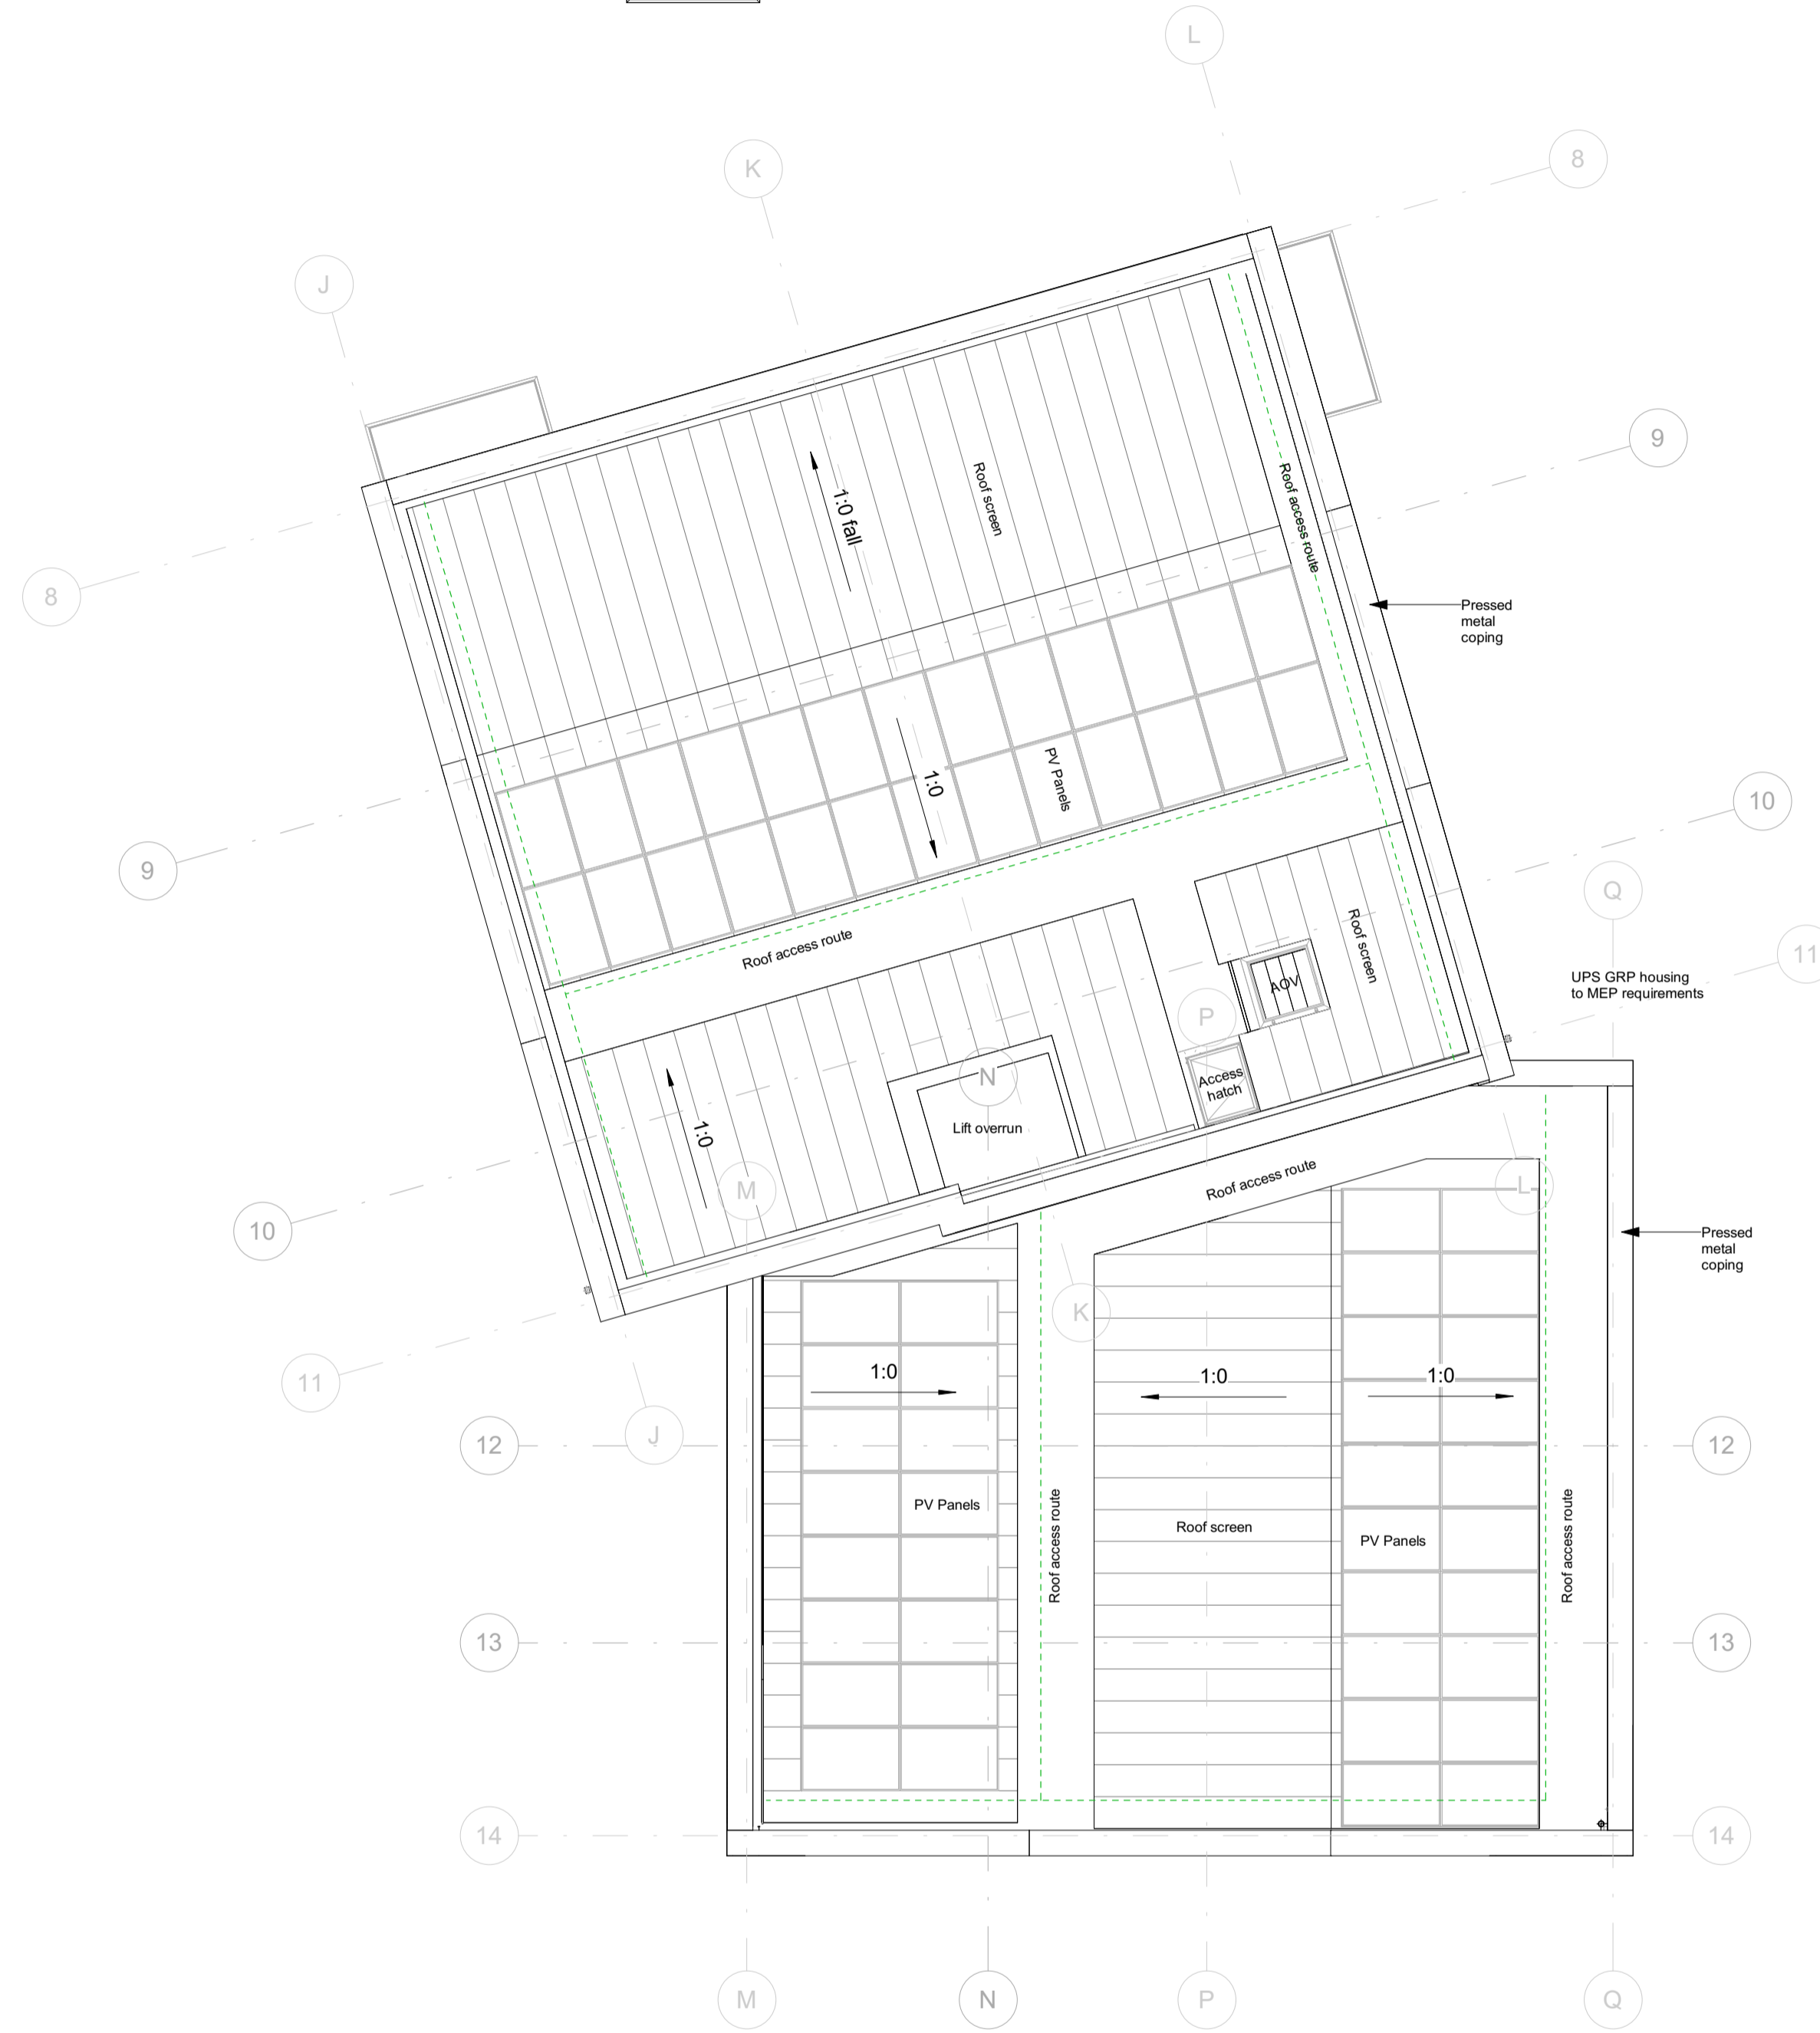 L
K
8
J
9
Roof screen
Roof access route
1:0 fall
8
Pressed
metal
coping
1:0
PV Panels
10
9
Q
Roof access route
Roof screen
11
UPS GRP housing
to MEP requirements
AOV
P
N
Access
hatch
Lift overrun
1:0
M
Roof access route
L
10
Pressed
metal
coping
K
11
1:0
1:0
1:0
J
12
12
PV Panels
Roof access route
Roof screen
PV Panels
Roof access route
13
13
14
14
M
N
P
Q